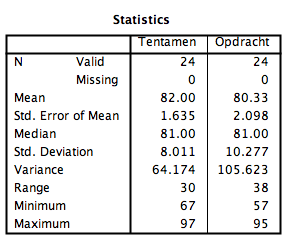 Statistics
Tentamen Opdracht
N Valid 24 24
Missing 0 0
Mean 82.00 80.33
Std. Error of Mean 1.635 2.098
Median 81.00 81.00
Std. Deviation 8.011 10.277
Variance 64.174 105.623
Range 30 38
Minimum 67 57
Maximum 97 95